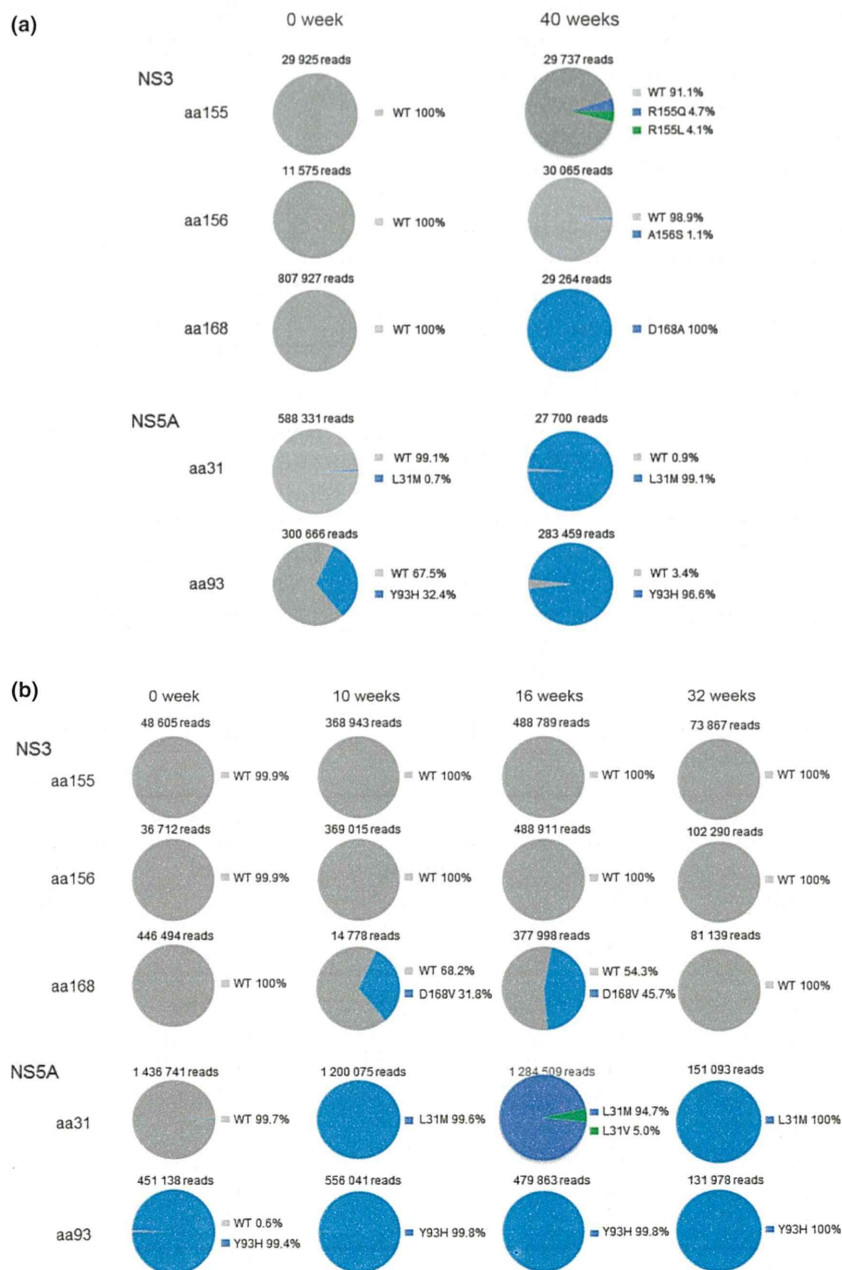 (a)
0 week 40 weeks
29 925 reads 29 737 reads
NS3
aa155
WT 100%
WT 91.1%
R155Q 4.7%
R155L 4.1%
11 575 reads 30 065 reads
aa156
WT 100%
WT 98.9%
A156S 1.1%
807 927 reads 29 264 reads
aa168
WT 100%
D168A 100%
NS5A
588 331 reads 27 700 reads
aa31
WT 99.1%
L31M 0.7%
WT 0.9%
L31M 99.1%
300 666 reads 283 459 reads
aa93
WT 67.5%
Y93H 32.4%
WT 3.4%
Y93H 96.6%
(b)
0 week 10 weeks 16 weeks 32 weeks
48 605 reads 368 943 reads 488 789 reads 73 867 reads
NS3
aa155
WT 99.9% WT 100% WT 100% WT 100%
36 712 reads 369 015 reads 488 911 reads 102 290 reads
aa156
WT 99.9% WT 100% WT 100% WT 100%
446 494 reads 14 778 reads 377 998 reads 81 139 reads
aa168
WT 100%
WT 68.2%
D168V 31.8%
WT 54.3%
D168V 45.7%
WT 100%
NS5A
1 436 741 reads 1 200 075 reads 1 284 509 reads 151 093 reads
aa31
WT 99.7%
L31M 99.6%
L31M 94.7%
L31V 5.0%
L31M 100%
451 138 reads 556 041 reads 479 863 reads 131 978 reads
aa93
WT 0.6%
Y93H 99.4%
Y93H 99.8%
Y93H 99.8%
Y93H 100%